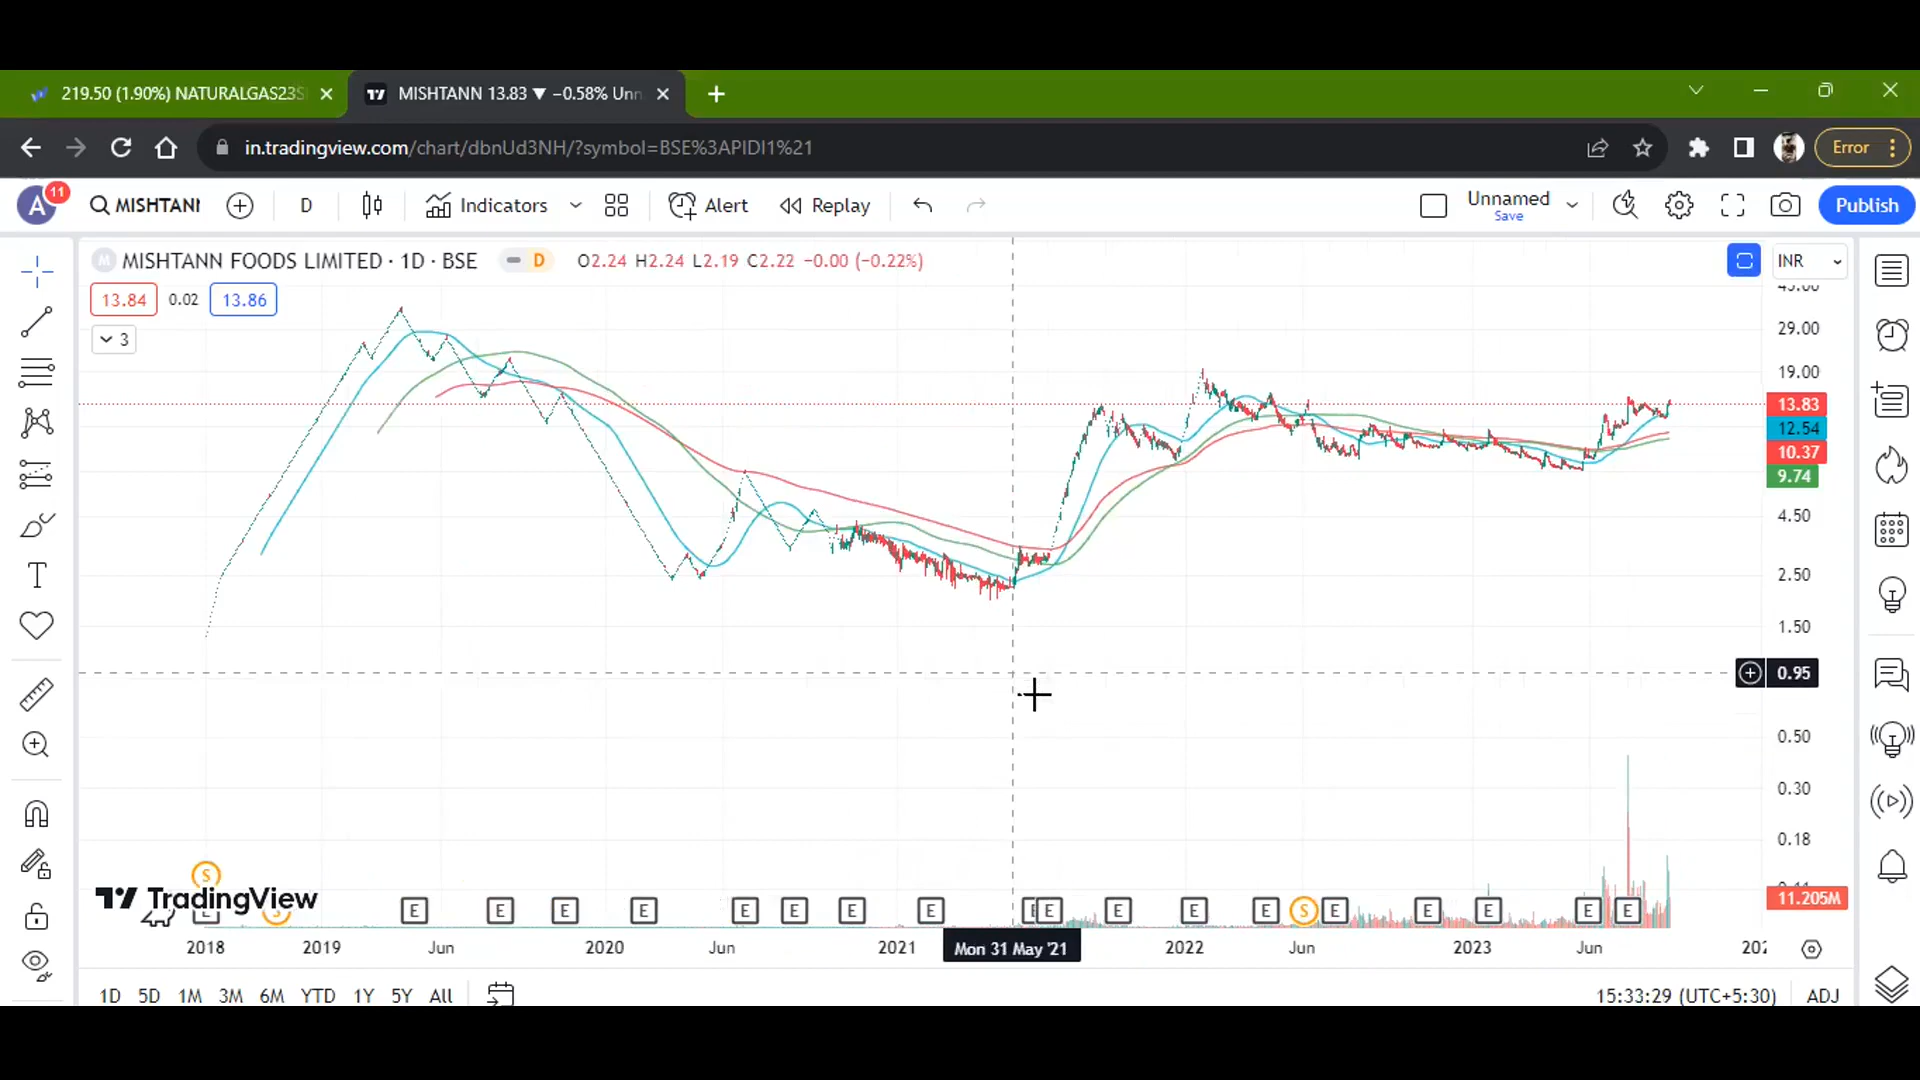 219.50 (1.90%) NATURALGAS23S
MISHTANN 13.83 ▼ −0.58% Unn
in.tradingview.com/chart/dbnUd3NH/?symbol=BSE%3APIDI1%21
Error
A
11
MISHTANI
D
Indicators
Alert
Replay
Unnamed
Save
Publish
M
MISHTANN FOODS LIMITED · 1D · BSE
D
O2.24 H2.24 L2.19 C2.22 −0.00 (−0.22%)
INR
13.84
0.02
13.86
3
29.00
19.00
13.83
12.54
10.37
9.74
4.50
2.50
1.50
0.95
0.50
0.30
0.18
11.205M
S
TradingView
E E E E E E E E E E E E S E E E E E
2018 2019 Jun 2020 Jun 2021 Mon 31 May '21 2022 Jun 2023 Jun 202
1D 5D 1M 3M 6M YTD 1Y 5Y All
15:33:29 (UTC+5:30)
ADJ